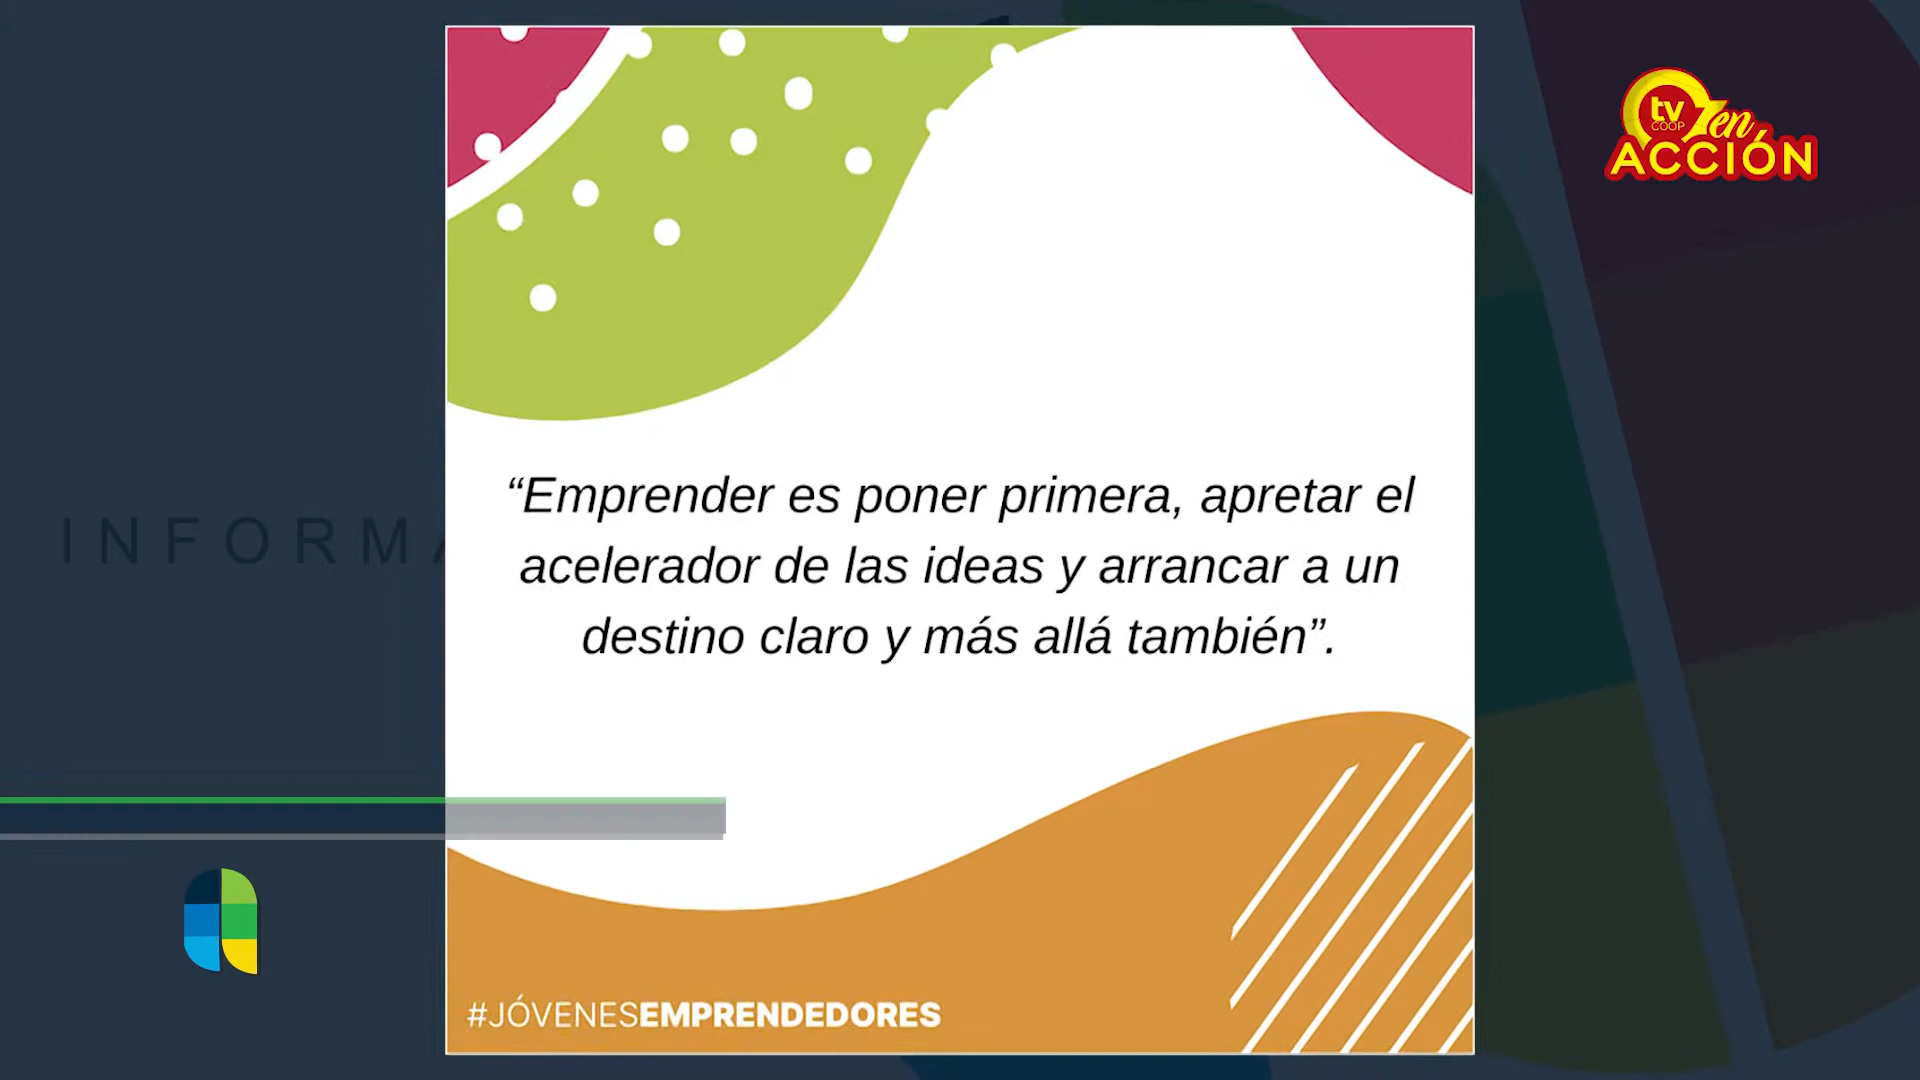 tv
COOP
en
ACCIÓN
“Emprender es poner primera, apretar el
acelerador de las ideas y arrancar a un
destino claro y más allá también”.
INFORMA
#JÓVENESEMPRENDEDORES